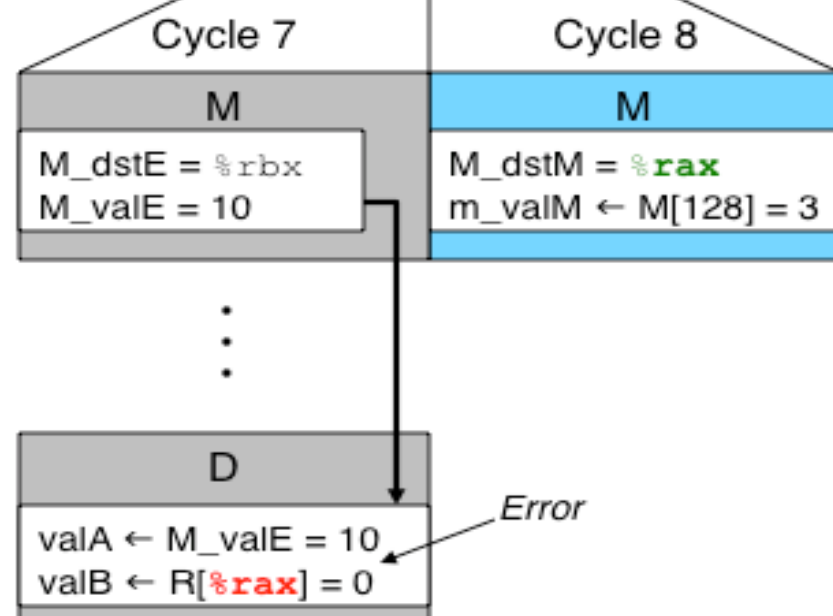 Cycle 7
Cycle 8
M
M
M_dstE = %rbx
M_valE = 10
M_dstM = %rax
m_valM ← M[128] = 3
D
Error
valA ← M_valE = 10
valB ← R[%rax] = 0